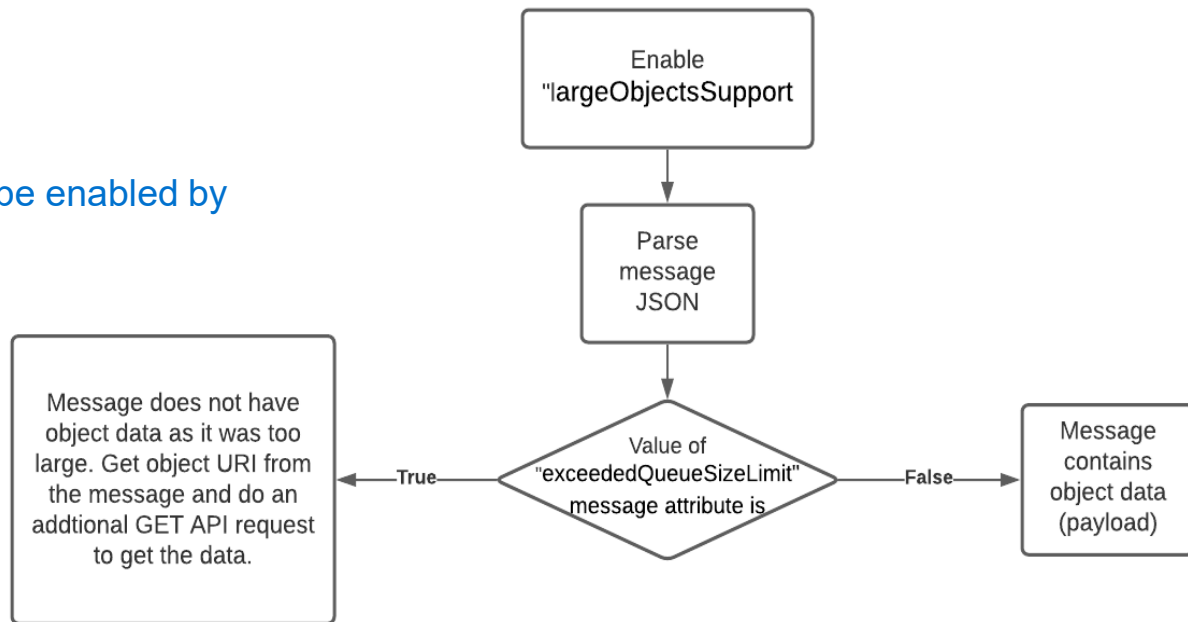 Enable
"largeObjectsSupport
be enabled by
Parse
message
JSON
Message does not have
object data as it was too
large. Get object URI from
the message and do an
addtional GET API request
to get the data.
True
Value of
"exceededQueueSizeLimit"
message attribute is
False
Message
contains
object data
(payload)